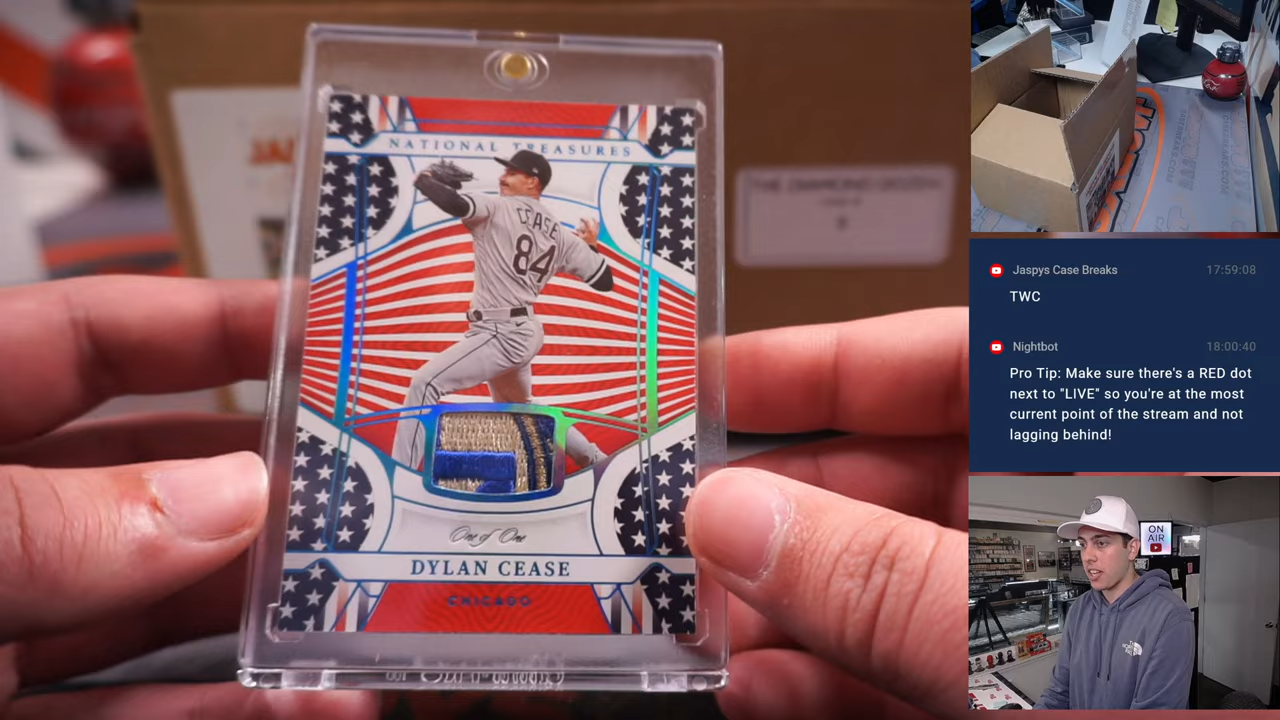 NATIONAL TREASURES
CEASE
84
One of One
DYLAN CEASE
CHICAGO
Jaspys Case Breaks 17:59:08
TWC
Nightbot 18:00:40
Pro Tip: Make sure there's a RED dot
next to "LIVE" so you're at the most
current point of the stream and not
lagging behind!
ON
AIR